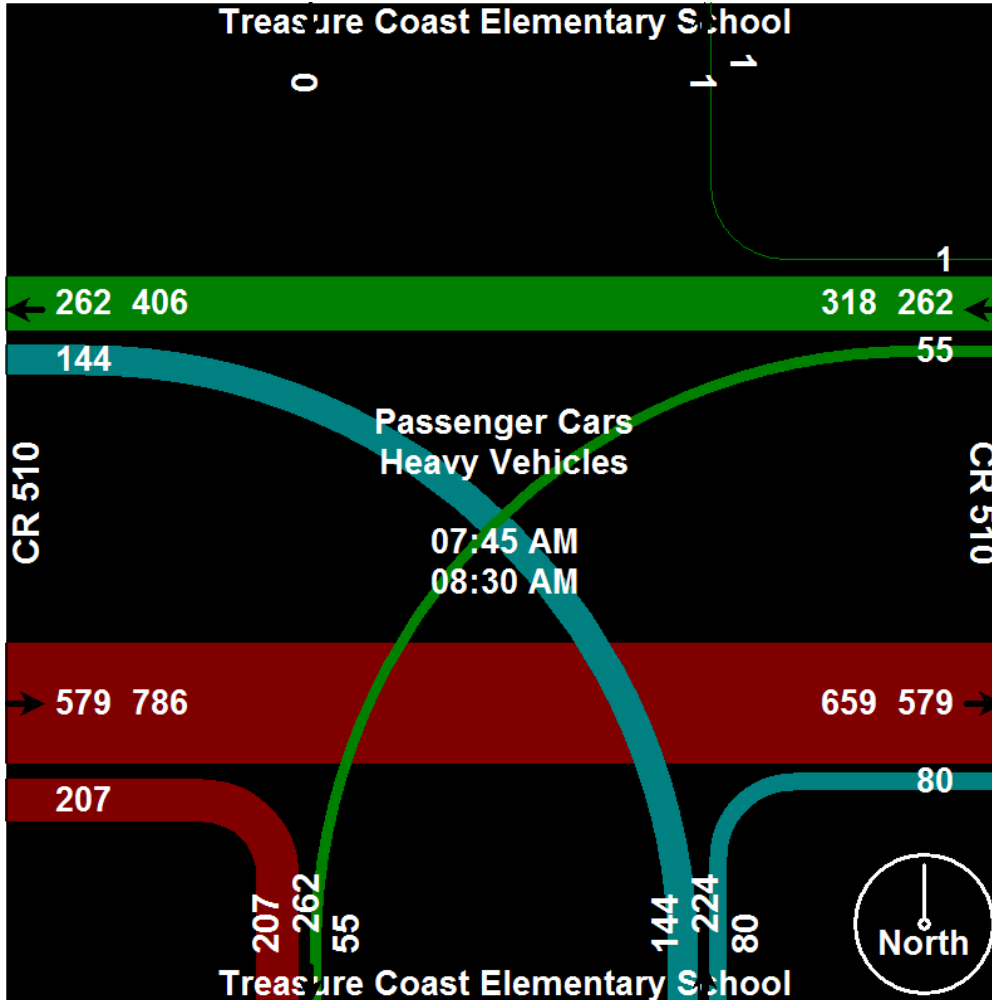 Treasure Coast Elementary School
0
1
1
1
262 406
318 262
144
55
Passenger Cars
Heavy Vehicles
CR 510
CR 510
07:45 AM
08:30 AM
579 786
659 579
207
80
207
262
55
144
224
80
North
Treasure Coast Elementary School